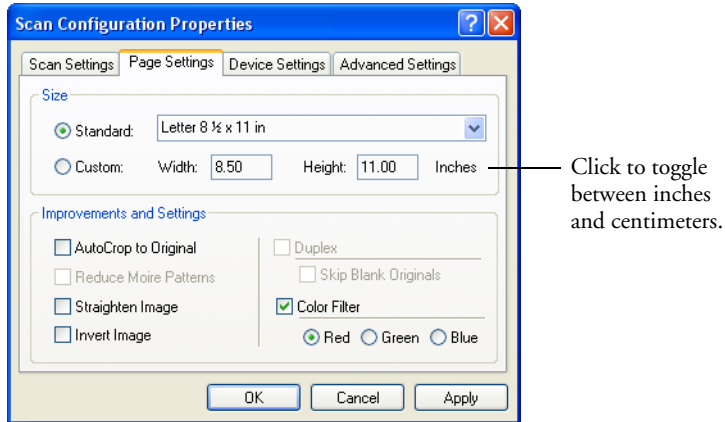 Scan Configuration Properties
Scan Settings Page Settings Device Settings Advanced Settings
Size
Standard: Letter 8 ½ x 11 in
Custom: Width: 8.50 Height: 11.00 Inches
Click to toggle
between inches
and centimeters.
Improvements and Settings
AutoCrop to Original
Reduce Moire Patterns
Straighten Image
Invert Image
Duplex
Skip Blank Originals
Color Filter
Red Green Blue
OK Cancel Apply